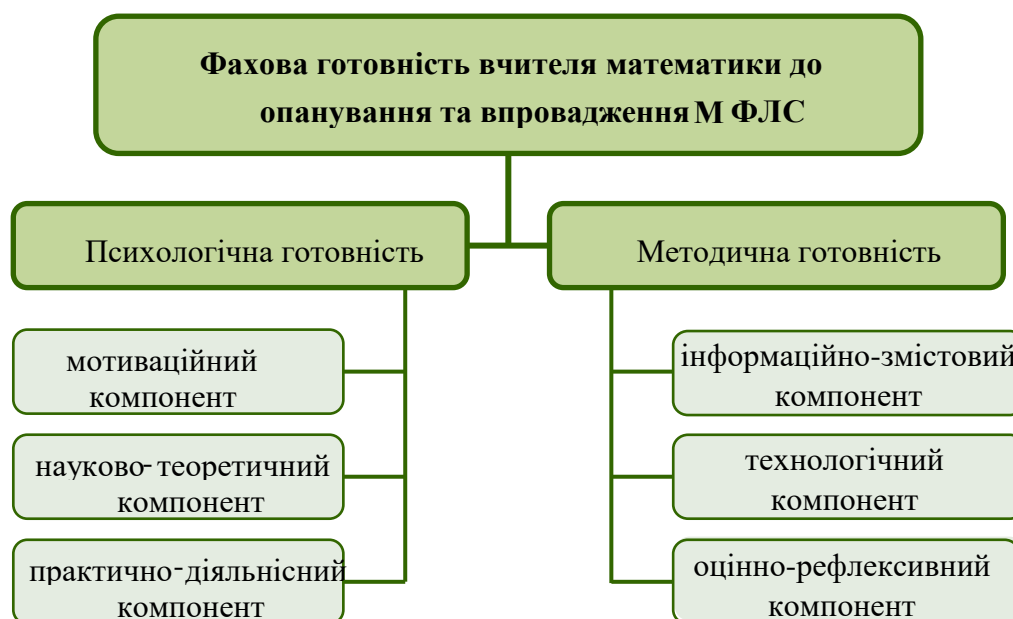 Фахова готовність вчителя математики до
опанування та впровадження М ФЛС
Психологічна готовність
Методична готовність
мотиваційний
компонент
науково-теоретичний
компонент
практично-діяльнісний
компонент
інформаційно-змістовий
компонент
технологічний
компонент
оцінно-рефлексивний
компонент